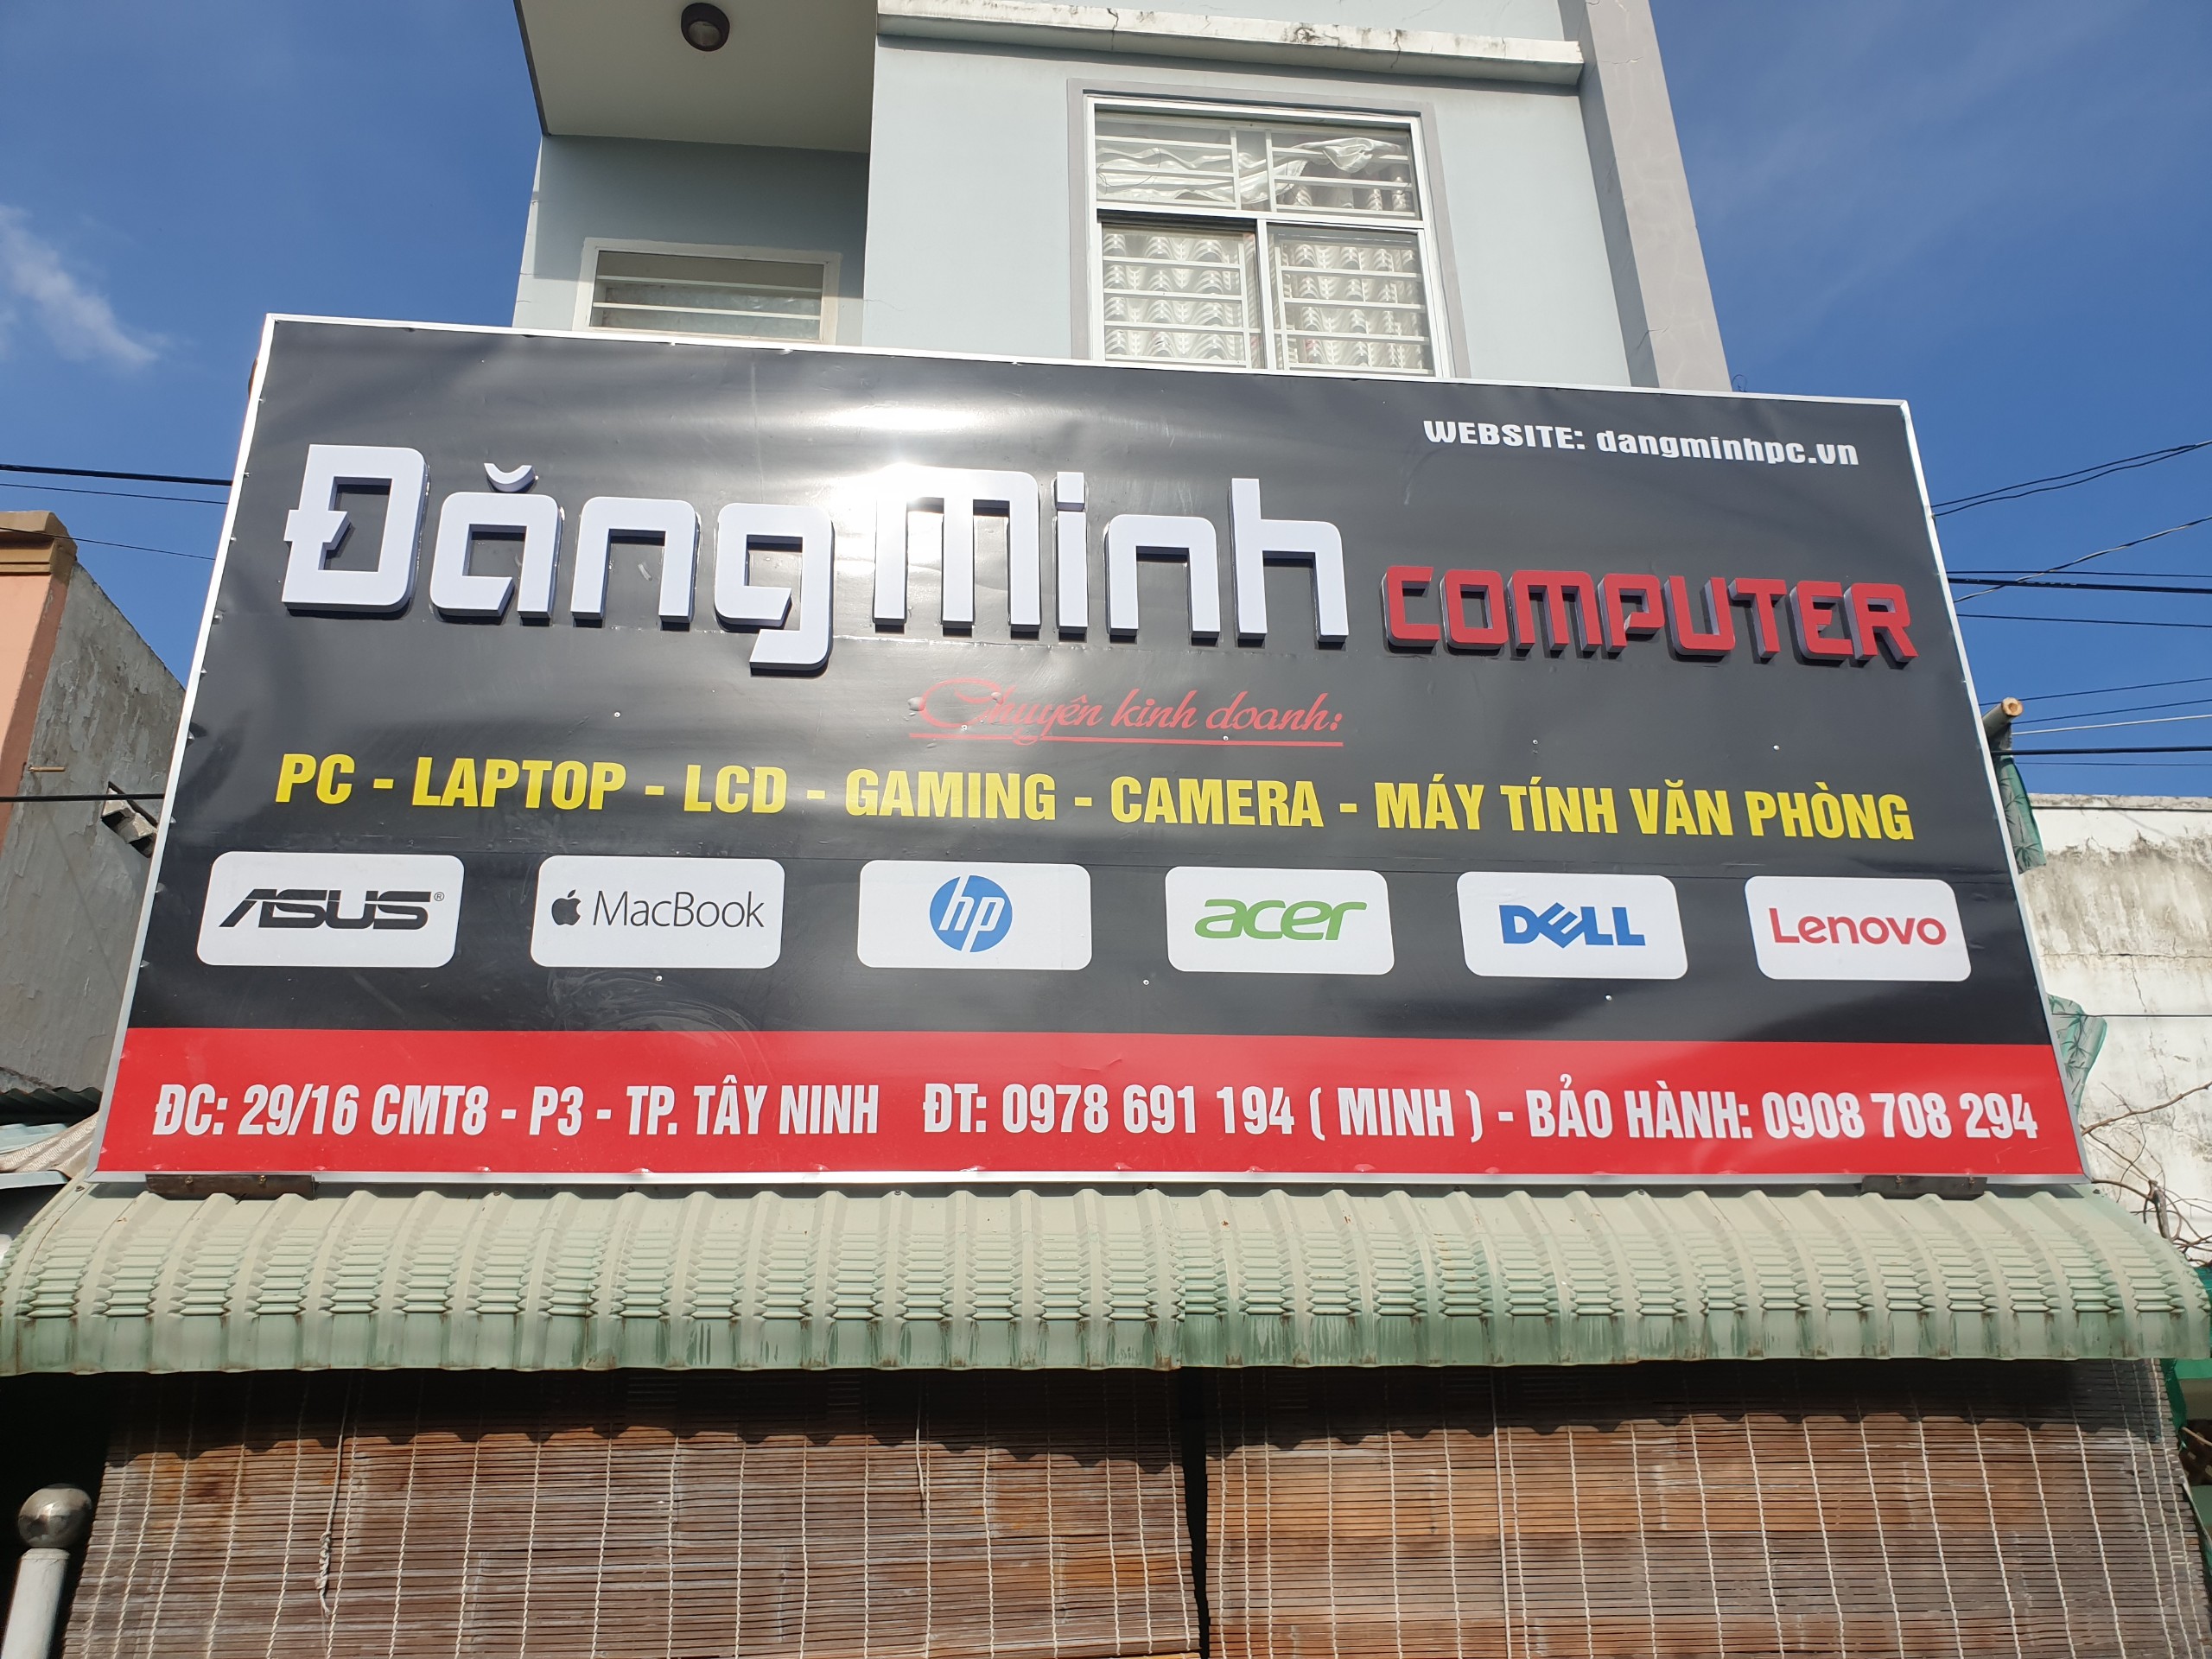 WEBSITE: dangminhpc.vn
Đăng Minh COMPUTER
Chuyên kinh doanh:
PC - LAPTOP - LCD - GAMING - CAMERA - MÁY TÍNH VĂN PHÒNG
ASUS® MacBook hp acer DELL Lenovo
ĐC: 29/16 CMT8 - P3 - TP. TÂY NINH ĐT: 0978 691 194 ( MINH ) - BẢO HÀNH: 0908 708 294